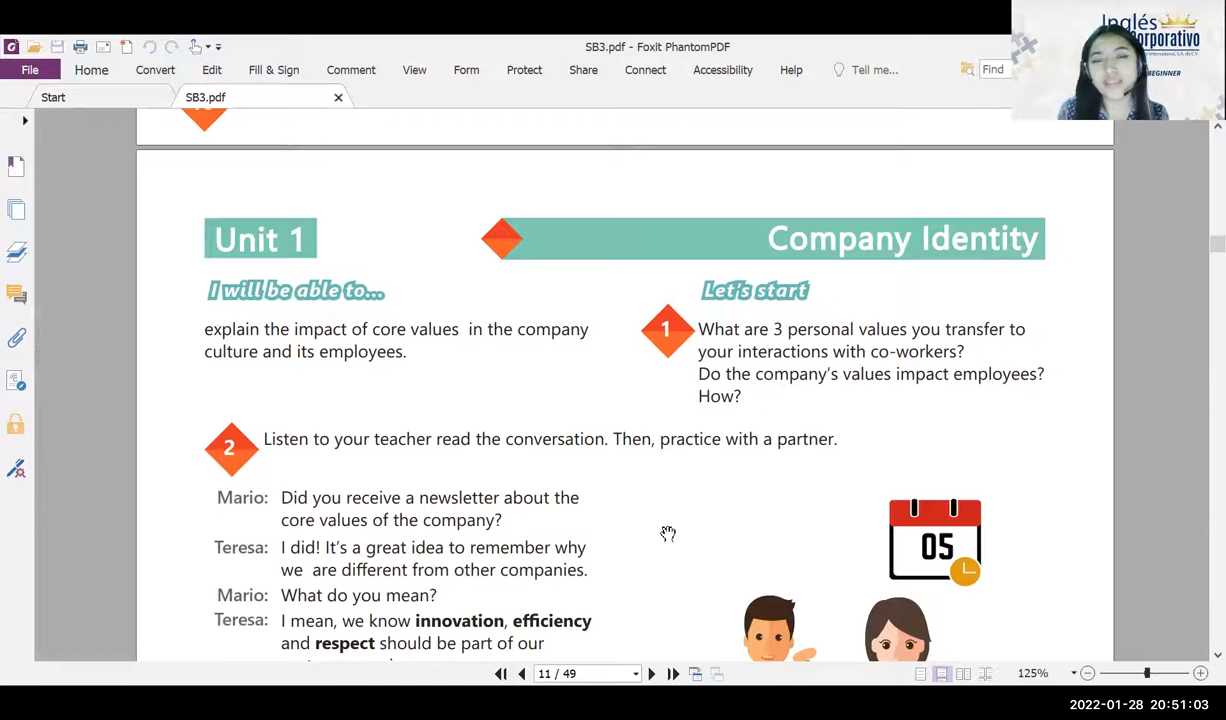 SB3.pdf - Foxit PhantomPDF
File Home Convert Edit Fill & Sign Comment View Form Protect Share Connect Accessibility Help Tell me... Find
Start SB3.pdf
Inglés
Corporativo
BEGINNER
Unit 1
Company Identity
I will be able to...
explain the impact of core values in the company
culture and its employees.
Let's start
1
What are 3 personal values you transfer to
your interactions with co-workers?
Do the company's values impact employees?
How?
2
Listen to your teacher read the conversation. Then, practice with a partner.
Mario: Did you receive a newsletter about the
core values of the company?
Teresa: I did! It's a great idea to remember why
we are different from other companies.
Mario: What do you mean?
Teresa: I mean, we know innovation, efficiency
and respect should be part of our
05
11 / 49
125%
2022-01-28 20:51:03